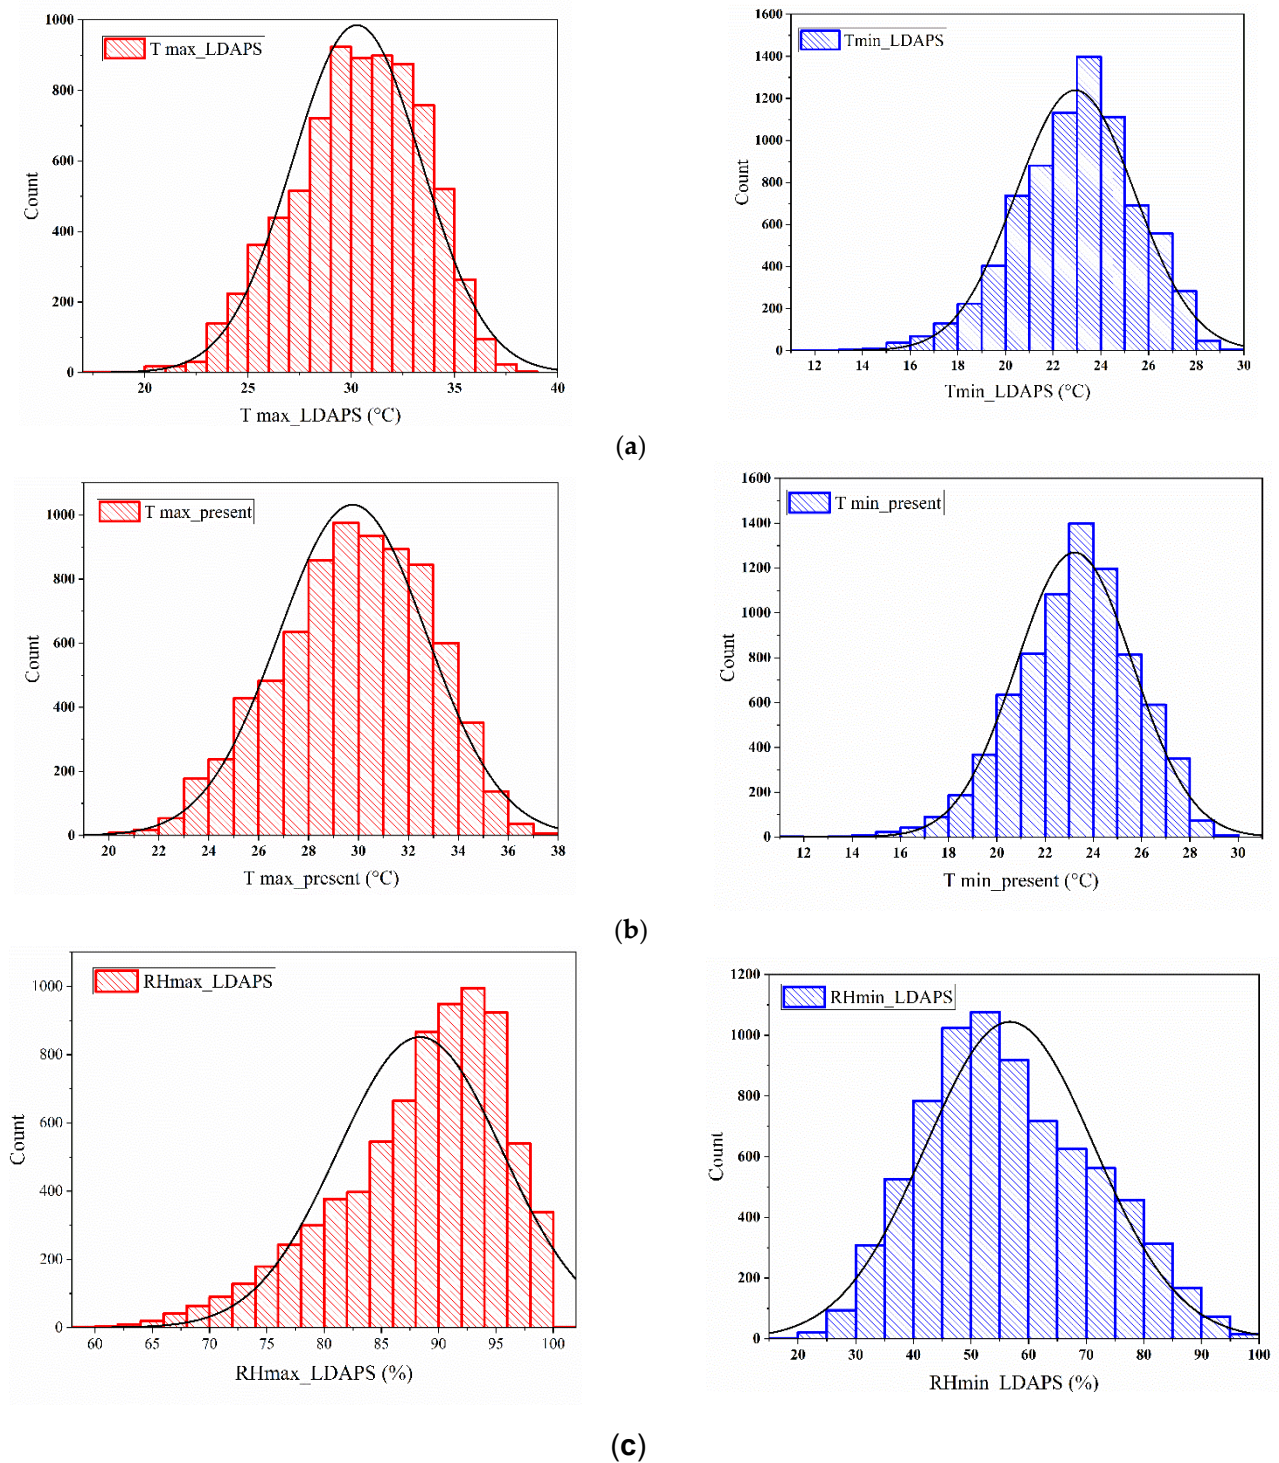 T max_LDAPS
Count
1000
800
600
400
200
0
20 25 30 35 40
T max_LDAPS (°C)
Tmin_LDAPS
Count
1600
1400
1200
1000
800
600
400
200
0
12 14 16 18 20 22 24 26 28 30
Tmin_LDAPS (°C)
(a)
T max_present
Count
1000
800
600
400
200
0
20 22 24 26 28 30 32 34 36 38
T max_present (°C)
T min_present
Count
1600
1400
1200
1000
800
600
400
200
0
12 14 16 18 20 22 24 26 28 30
T min_present (°C)
(b)
RHmax_LDAPS
Count
1000
800
600
400
200
0
60 65 70 75 80 85 90 95 100
RHmax_LDAPS (%)
RHmin_LDAPS
Count
1200
1000
800
600
400
200
0
20 30 40 50 60 70 80 90 100
RHmin_LDAPS (%)
(c)